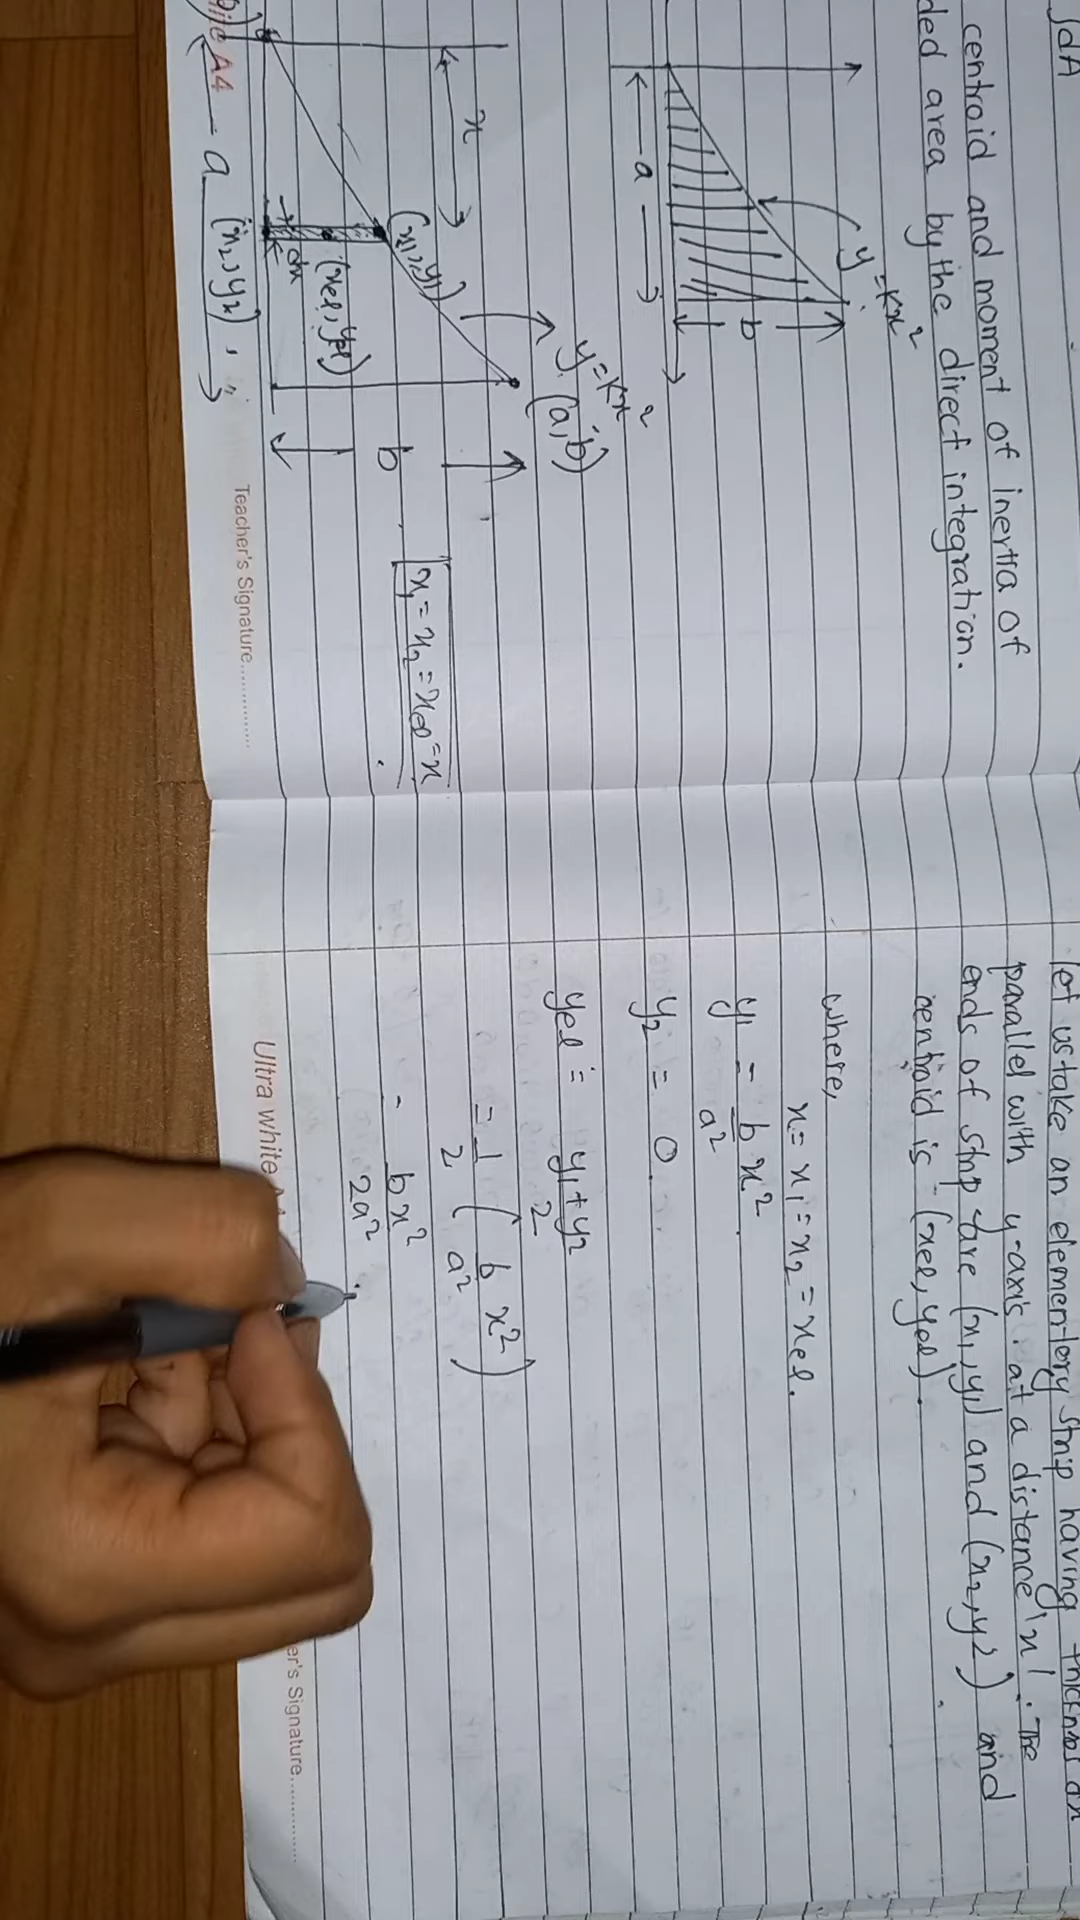 ∫dA
centroid and moment of inertia of
ded area by the direct integration.
y=kx²
b
a
y=kx²
(a,b)
x
(x1,y1)
(xel,yel)
dx
b
(x2,y2)
a
x1=x2=xel=x
A4
Teacher's Signature
let us take an elementery strip having thickness dx
parallel with y-axis at a distance 'x'. The
ends of strip are (x1,y1) and (x2,y2) and
centroid is (xel,yel).
where,
x=x1=x2=xel.
y1 = b/a² x²
y2 = 0.
yel = y1+y2/2
= 1/2 (b/a² x²)
= bx²/2a²
Ultra White
er's Signature